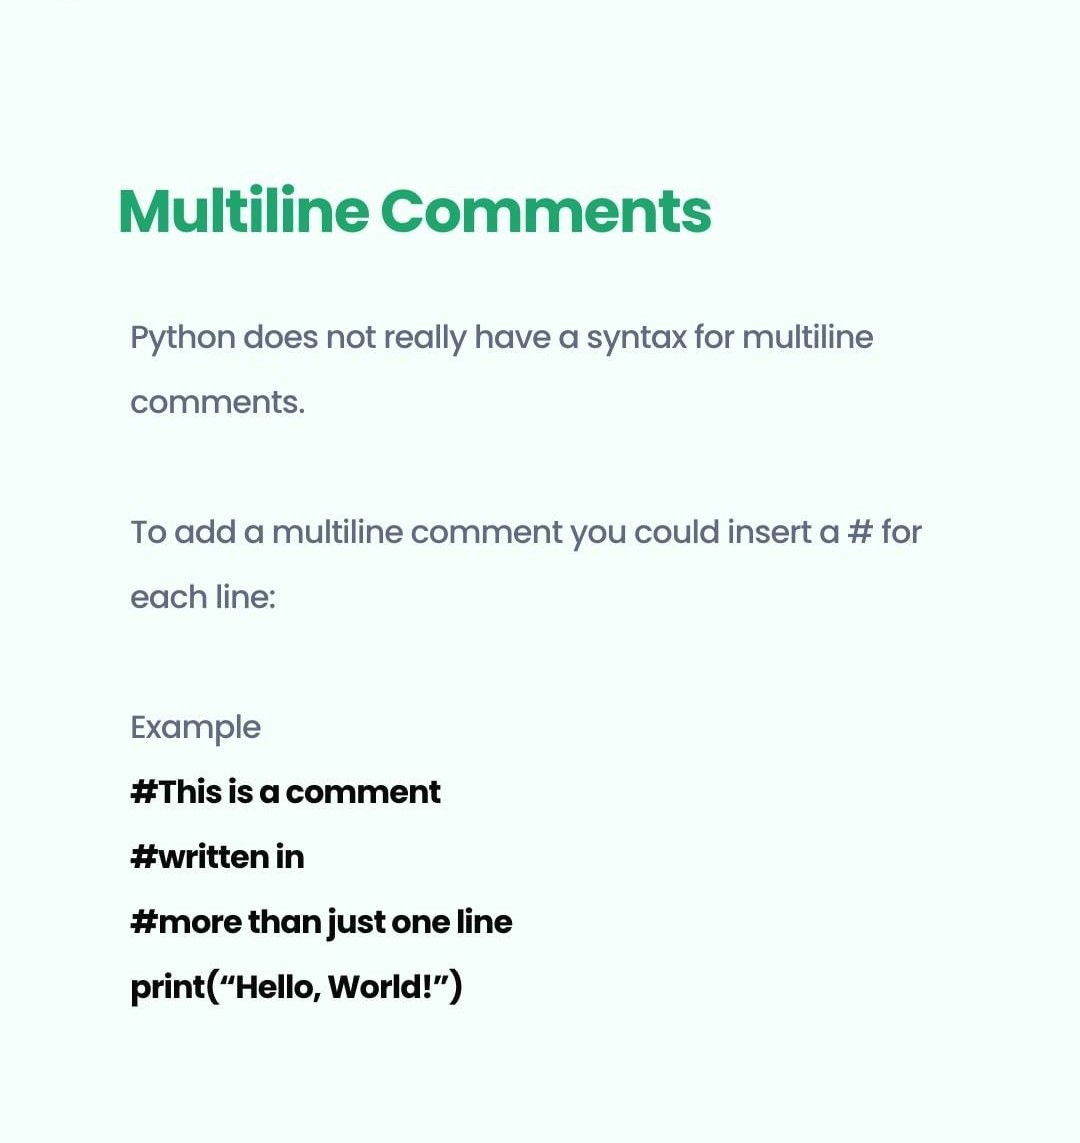 Multiline Comments
Python does not really have a syntax for multiline
comments.
To add a multiline comment you could insert a # for
each line:
Example
#This is a comment
#written in
#more than just one line
print(“Hello, World!”)